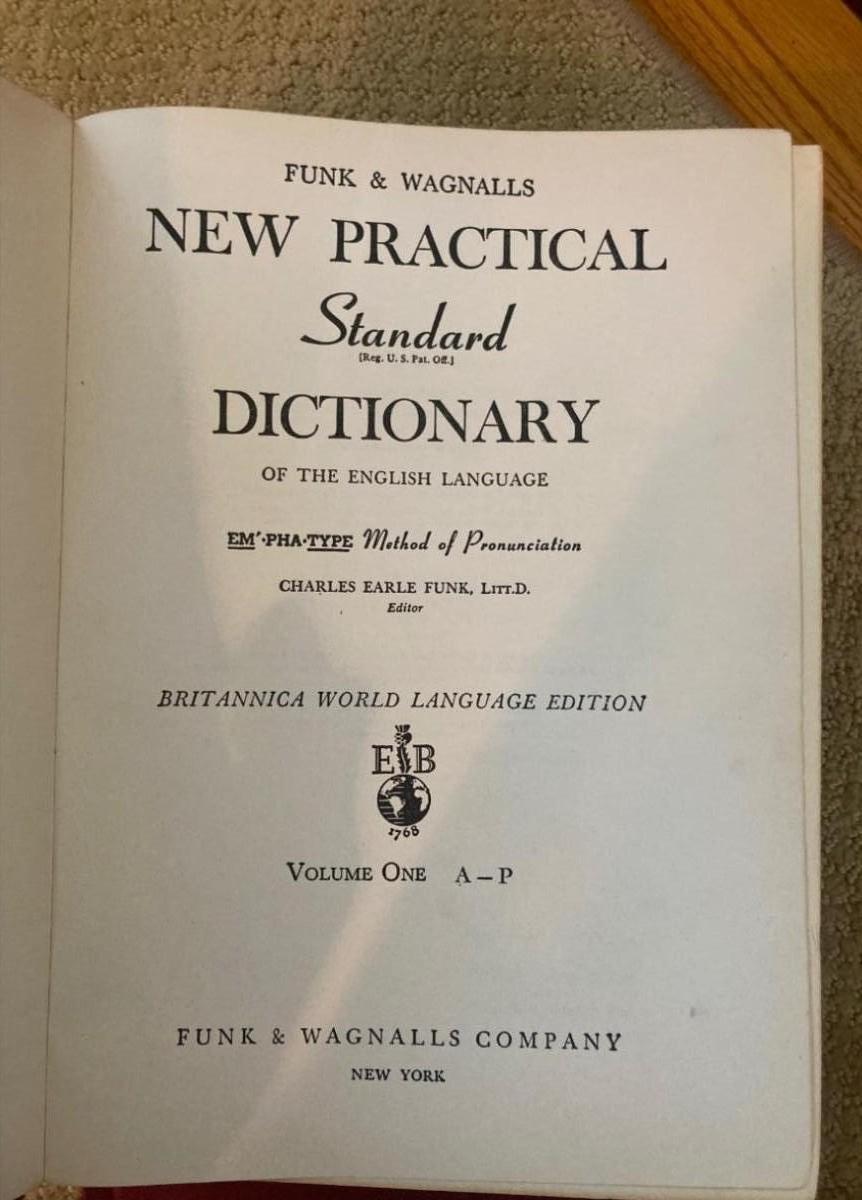 FUNK & WAGNALLS
NEW PRACTICAL
Standard
[Reg. U. S. Pat. Off.]
DICTIONARY
OF THE ENGLISH LANGUAGE
EM′·PHA·TYPE Method of Pronunciation
CHARLES EARLE FUNK, LITT.D.
Editor
BRITANNICA WORLD LANGUAGE EDITION
EB
1768
VOLUME ONE A–P
FUNK & WAGNALLS COMPANY
NEW YORK